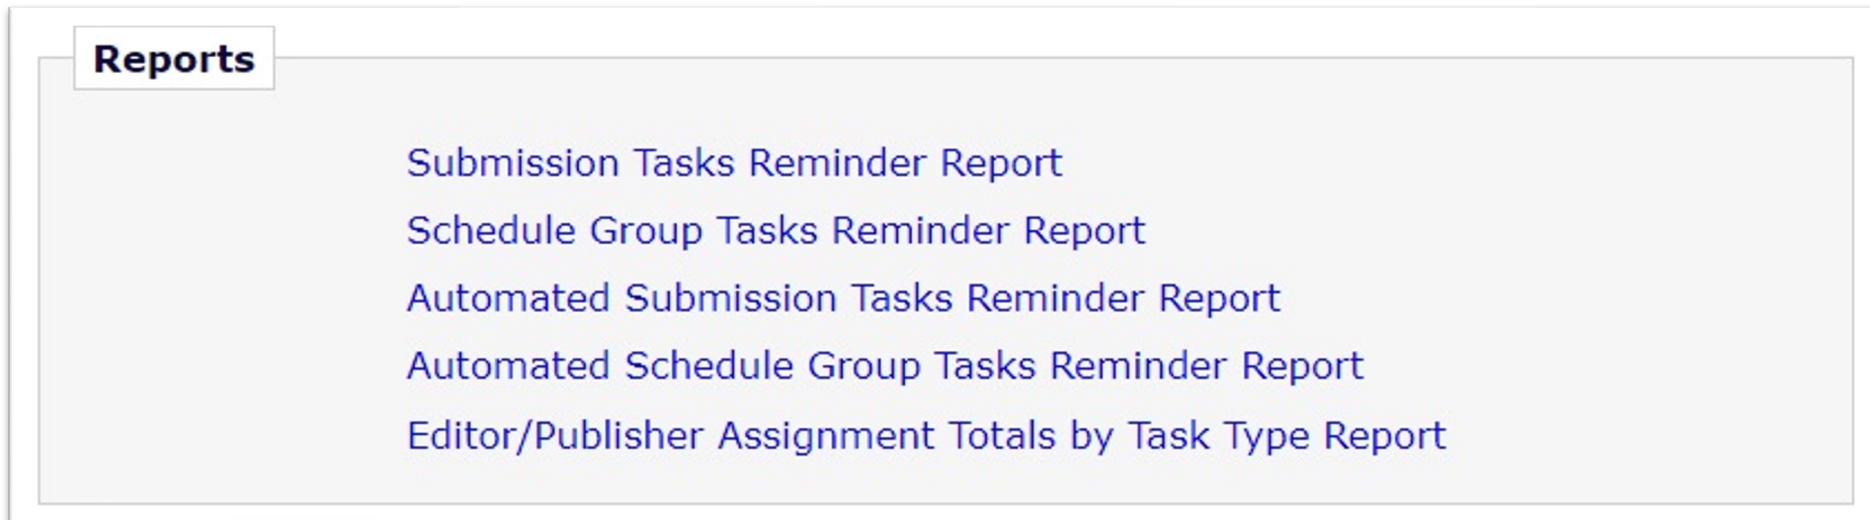 Reports
Submission Tasks Reminder Report
Schedule Group Tasks Reminder Report
Automated Submission Tasks Reminder Report
Automated Schedule Group Tasks Reminder Report
Editor/Publisher Assignment Totals by Task Type Report